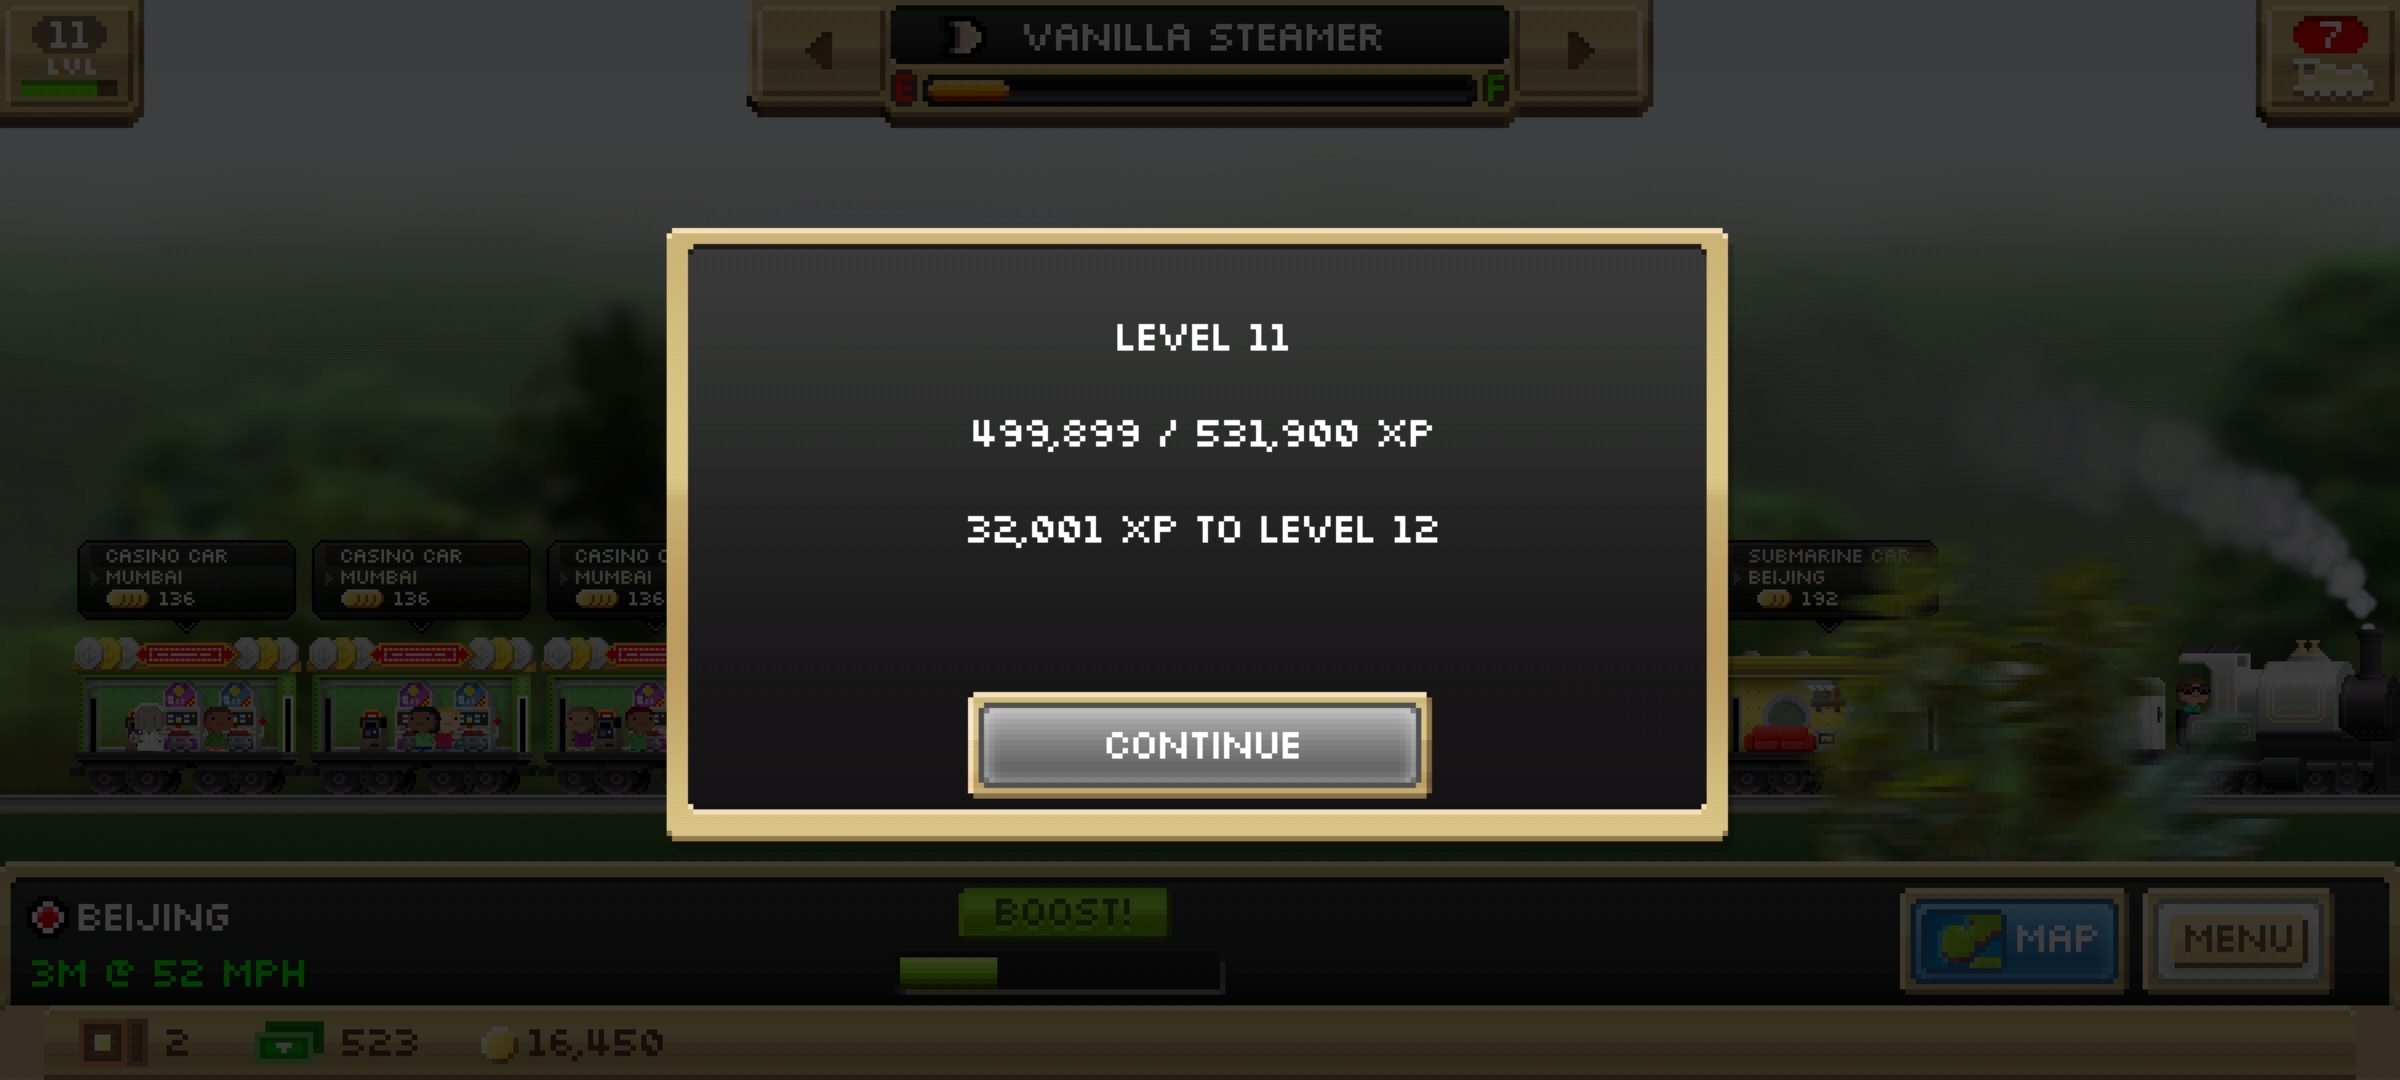 11
LVL
VANILLA STEAMER
E F
7
LEVEL 11
499,899 / 531,900 XP
32,001 XP TO LEVEL 12
CONTINUE
CASINO CAR
MUMBAI
136
CASINO CAR
MUMBAI
136
CASINO C
MUMBAI
136
SUBMARINE CAR
BEIJING
192
BEIJING
3M @ 52 MPH
BOOST!
MAP
MENU
2
523
16,450